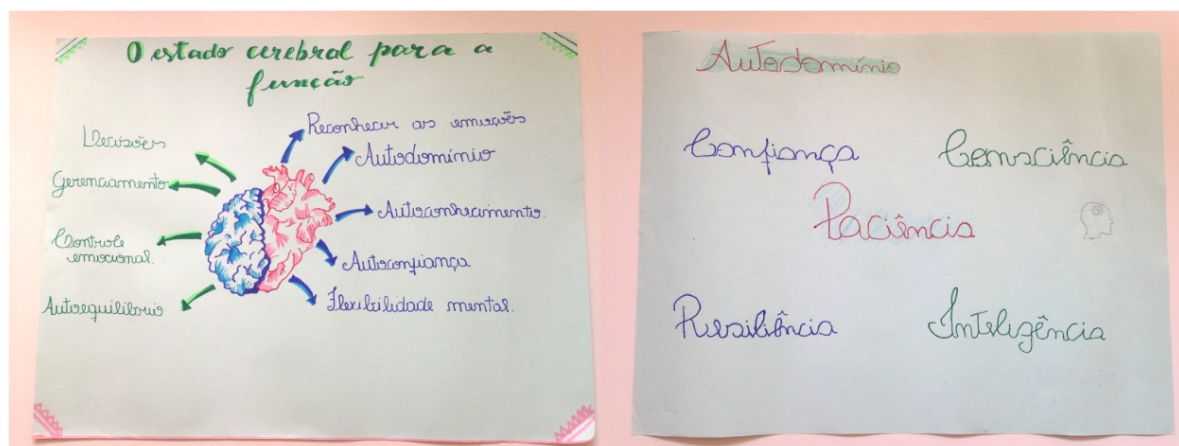 O estado cerebral para a
função
Decisões
Gerenciamento
Controle
emocional.
Autoequilíbrio
Reconhecer as emoções
Autodomínio
Autoconhecimento.
Autoconfiança
Flexibilidade mental.
Autodomínio
Confiança
Consciência
Paciência
Resiliência
Inteligência